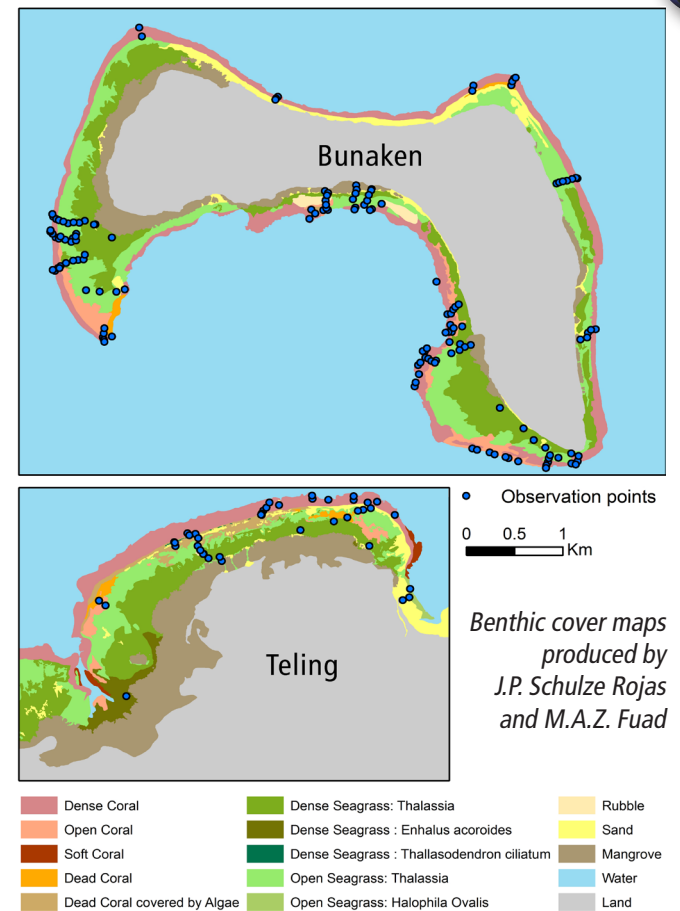 Bunaken
Teling
Observation points
0 0.5 1
Km
Benthic cover maps
produced by
J.P. Schulze Rojas
and M.A.Z. Fuad
Dense Coral
Open Coral
Soft Coral
Dead Coral
Dead Coral covered by Algae
Dense Seagrass: Thalassia
Dense Seagrass : Enhalus acoroides
Dense Seagrass : Thallasodendron ciliatum
Open Seagrass: Thalassia
Open Seagrass: Halophila Ovalis
Rubble
Sand
Mangrove
Water
Land